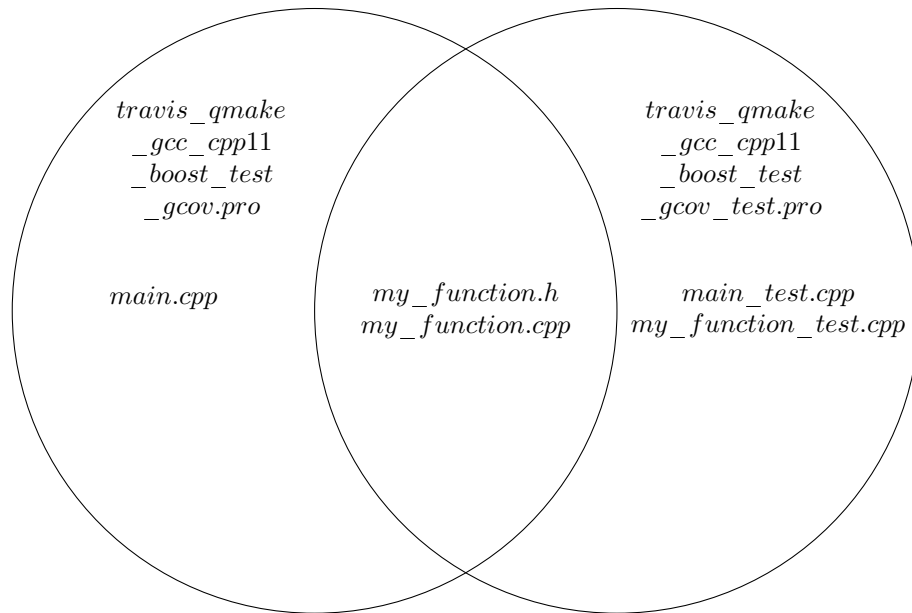 travis_qmake
_gcc_cpp11
_boost_test
_gcov.pro
main.cpp
my_function.h
my_function.cpp
travis_qmake
_gcc_cpp11
_boost_test
_gcov_test.pro
main_test.cpp
my_function_test.cpp